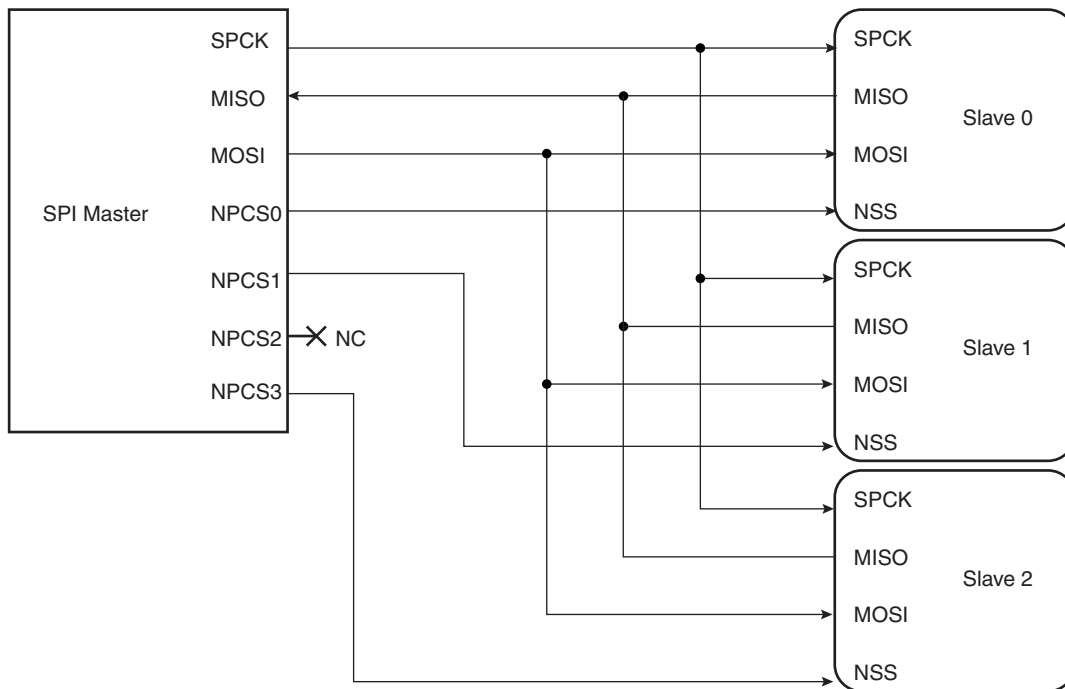 SPI Master
SPCK
MISO
MOSI
NPCS0
NPCS1
NPCS2
NC
NPCS3
SPCK
MISO
Slave 0
MOSI
NSS
SPCK
MISO
Slave 1
MOSI
NSS
SPCK
MISO
Slave 2
MOSI
NSS